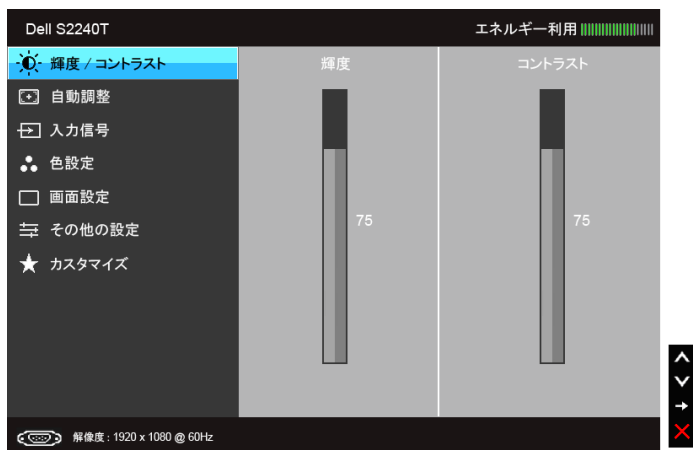 Dell S2240T
エネルギー利用
輝度 / コントラスト
自動調整
入力信号
色設定
画面設定
その他の設定
カスタマイズ
輝度
75
コントラスト
75
解像度 : 1920 x 1080 @ 60Hz